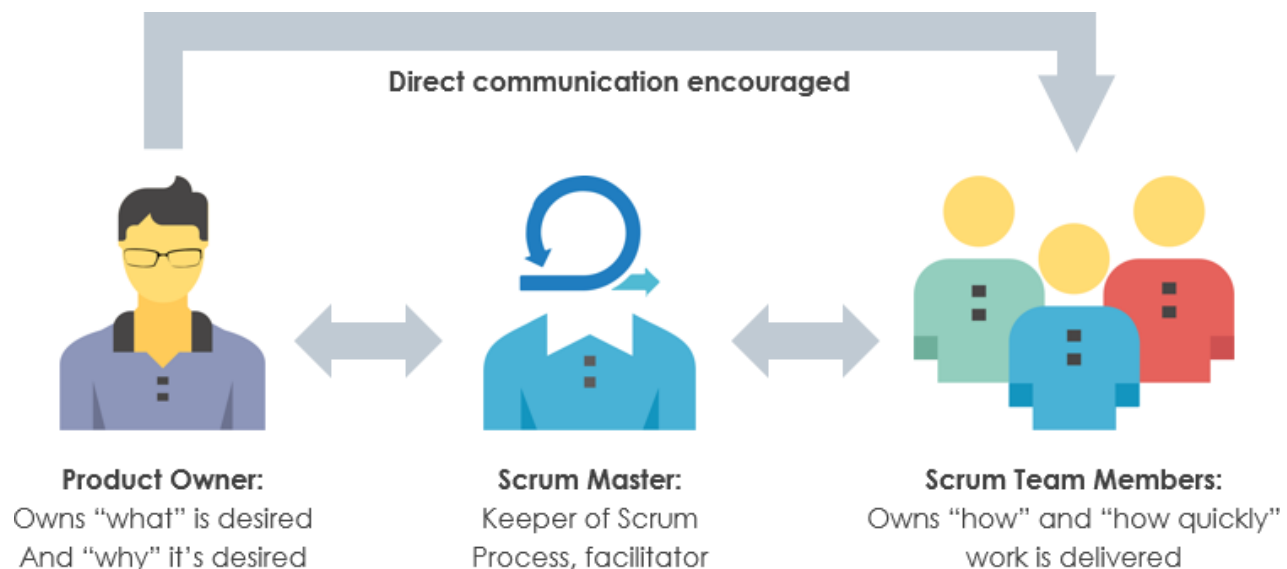 Direct communication encouraged
Product Owner:
Owns “what” is desired
And “why” it’s desired
Scrum Master:
Keeper of Scrum
Process, facilitator
Scrum Team Members:
Owns “how” and “how quickly”
work is delivered